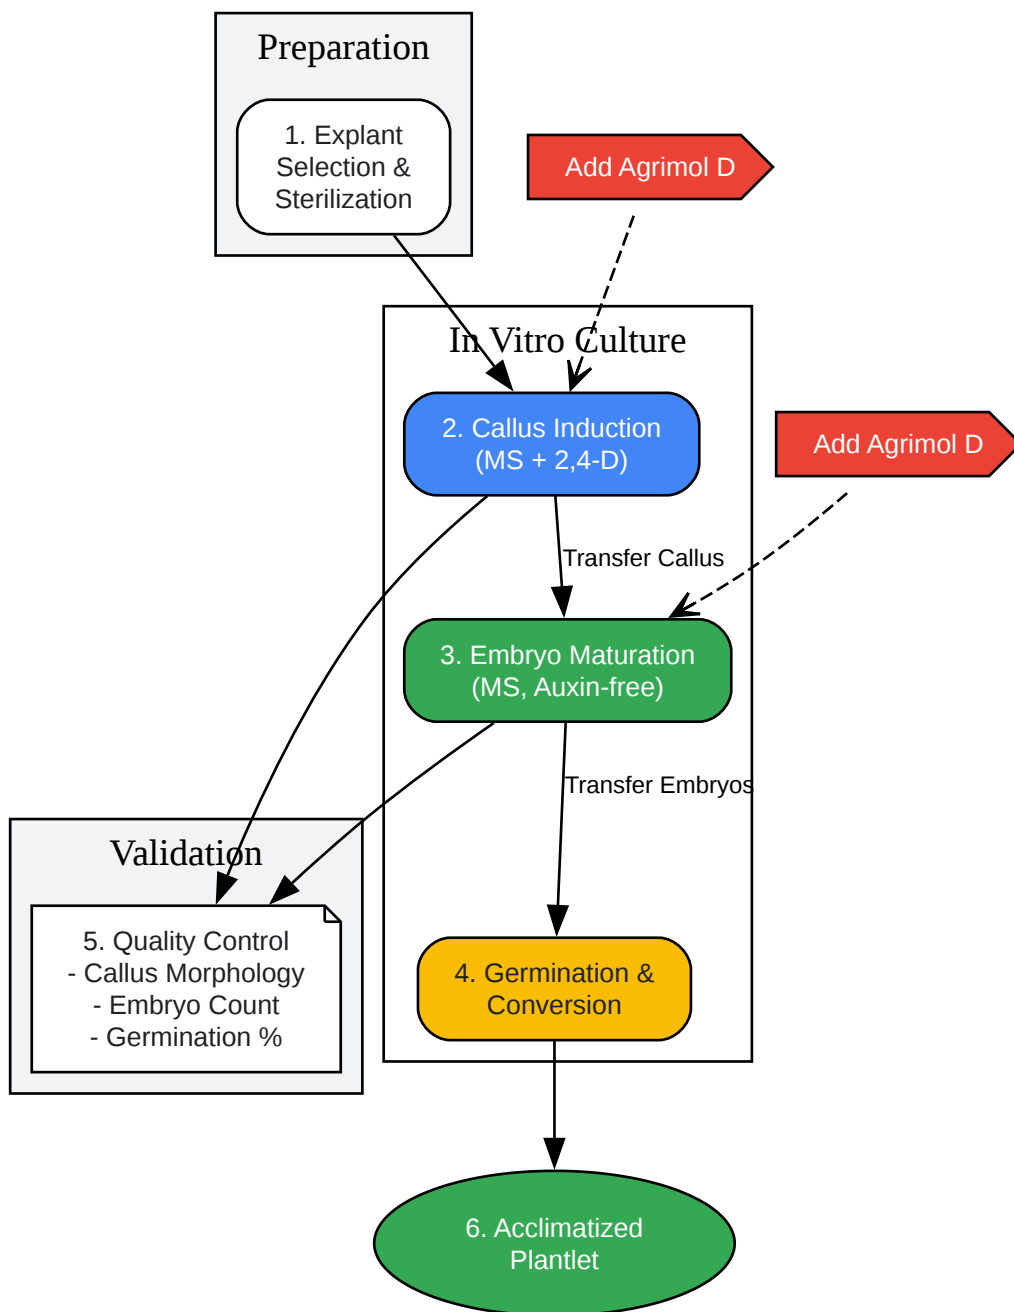 Preparation
1. Explant
Selection &
Sterilization
Add Agrimol D
In Vitro Culture
2. Callus Induction
(MS + 2,4-D)
Add Agrimol D
Transfer Callus
3. Embryo Maturation
(MS, Auxin-free)
Transfer Embryos
Validation
5. Quality Control
- Callus Morphology
- Embryo Count
- Germination %
4. Germination &
Conversion
6. Acclimatized
Plantlet